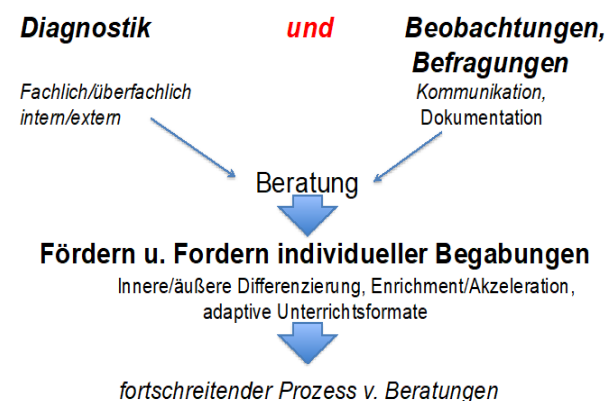 Diagnostik und Beobachtungen,
Befragungen
Fachlich/überfachlich
intern/extern
Kommunikation,
Dokumentation
Beratung
Fördern u. Fordern individueller Begabungen
Innere/äußere Differenzierung, Enrichment/Akzeleration,
adaptive Unterrichtsformate
fortschreitender Prozess v. Beratungen